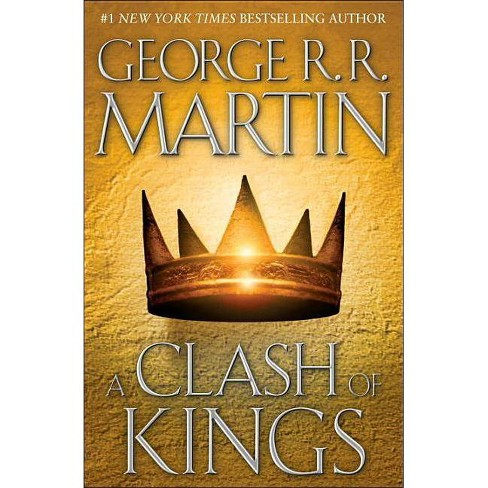 #1 NEW YORK TIMES BESTSELLING AUTHOR
GEORGE R. R.
MARTIN
A CLASH OF
KINGS